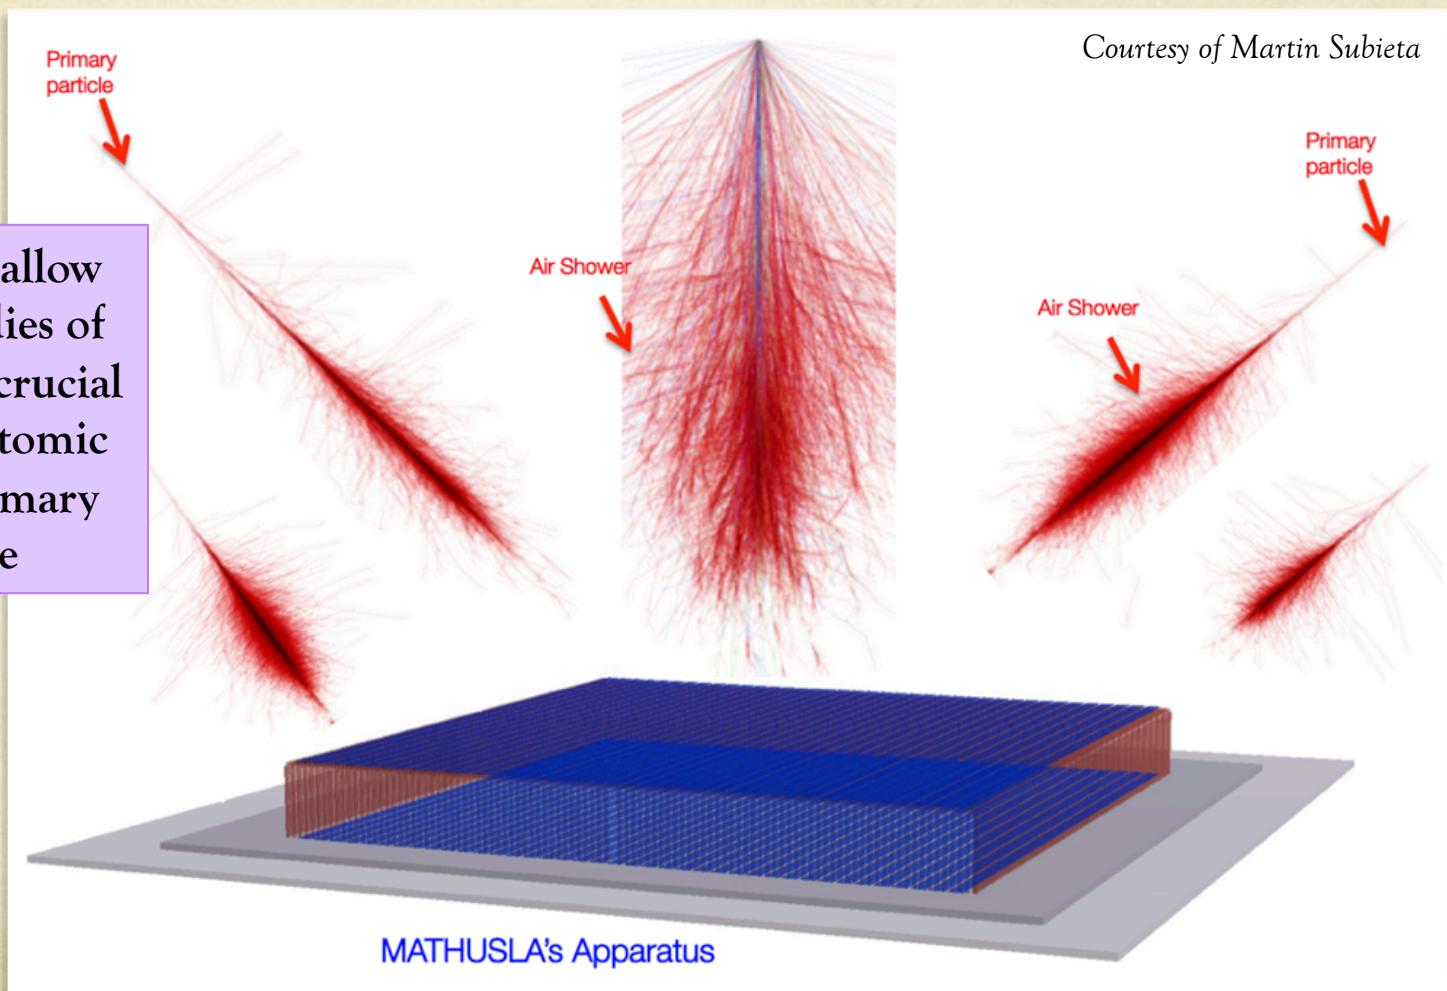 Courtesy of Martin Subieta
Primary
particle
Primary
particle
allow
lies of
crucial
tomic
mary
e
Air Shower
Air Shower
MATHUSLA's Apparatus